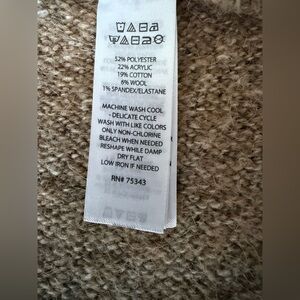 52% POLYESTER
22% ACRYLIC
19% COTTON
6% WOOL
1% SPANDEX/ELASTANE
MACHINE WASH COOL
- DELICATE CYCLE
WASH WITH LIKE COLORS
ONLY NON-CHLORINE
BLEACH WHEN NEEDED
RESHAPE WHILE DAMP
DRY FLAT
LOW IRON IF NEEDED
RN# 75343